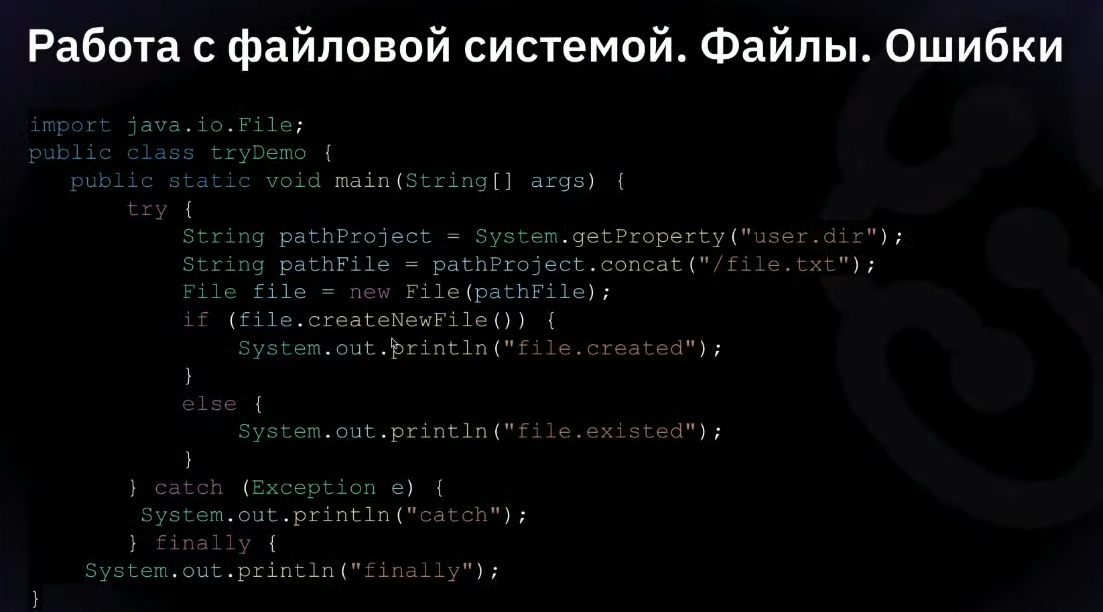 Работа с файловой системой. Файлы. Ошибки
import java.io.File;
public class tryDemo {
public static void main(String[] args) {
try {
String pathProject = System.getProperty("user.dir");
String pathFile = pathProject.concat("/file.txt");
File file = new File(pathFile);
if (file.createNewFile()) {
System.out.println("file.created");
}
else {
System.out.println("file.existed");
}
} catch (Exception e) {
System.out.println("catch");
} finally {
System.out.println("finally");
}